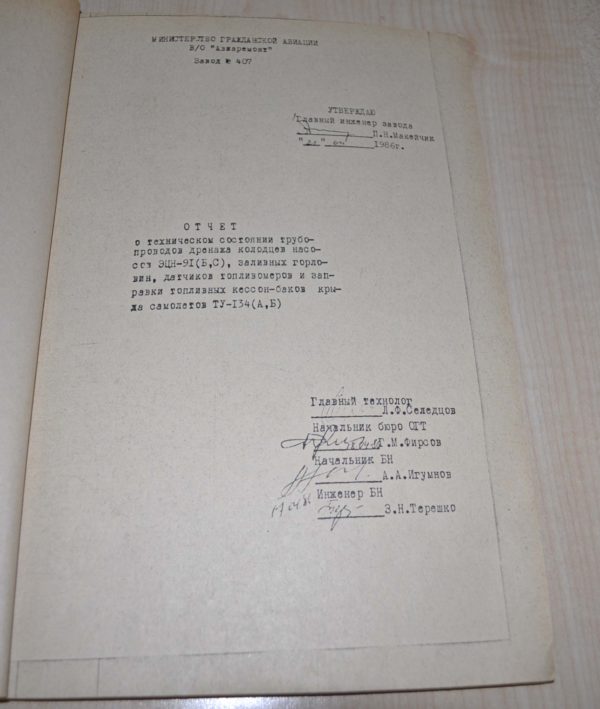 МИНИСТЕРСТВО ГРАЖДАНСКОЙ АВИАЦИИ
В/О "Авиаремонт"
Завод № 407
УТВЕРЖДАЮ
Главный инженер завода
П.Н.Макейчик
"21" 04 1986г.
ОТЧЕТ
о техническом состоянии трубо-
проводов дренажа колодцев насо-
сов ЭЦН-91(Б,С), заливных горло-
вин, датчиков топливомеров и зап-
равки топливных кессон-баков кры-
ла самолетов ТУ-134(А,Б)
Главный технолог
Л.Ф.Селедцов
Начальник бюро ОГТ
Г.М.Фирсов
Начальник БН
А.А.Игумнов
Инженер БН
З.Н.Терешко